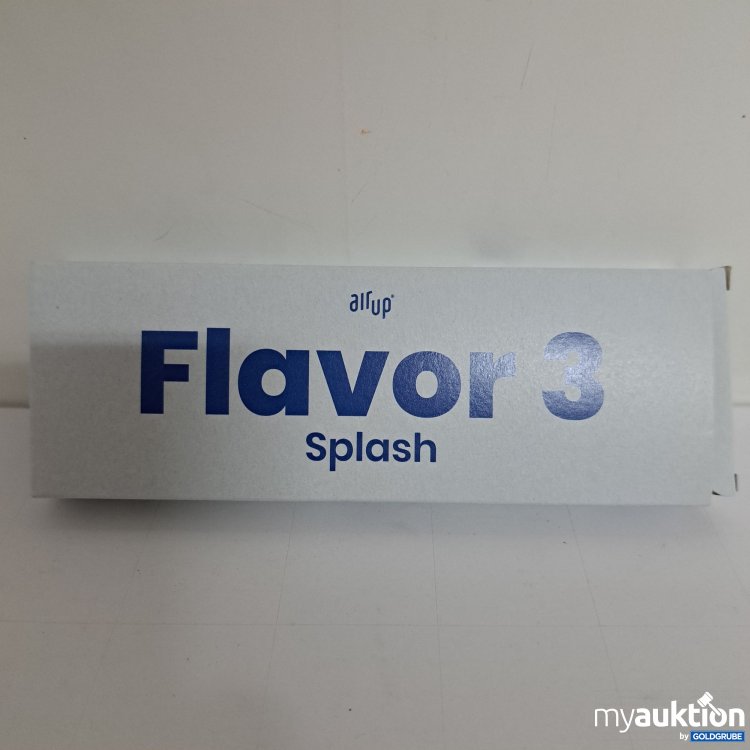 air up®
Flavor 3
Splash
myauktion
by GOLDGRUBE